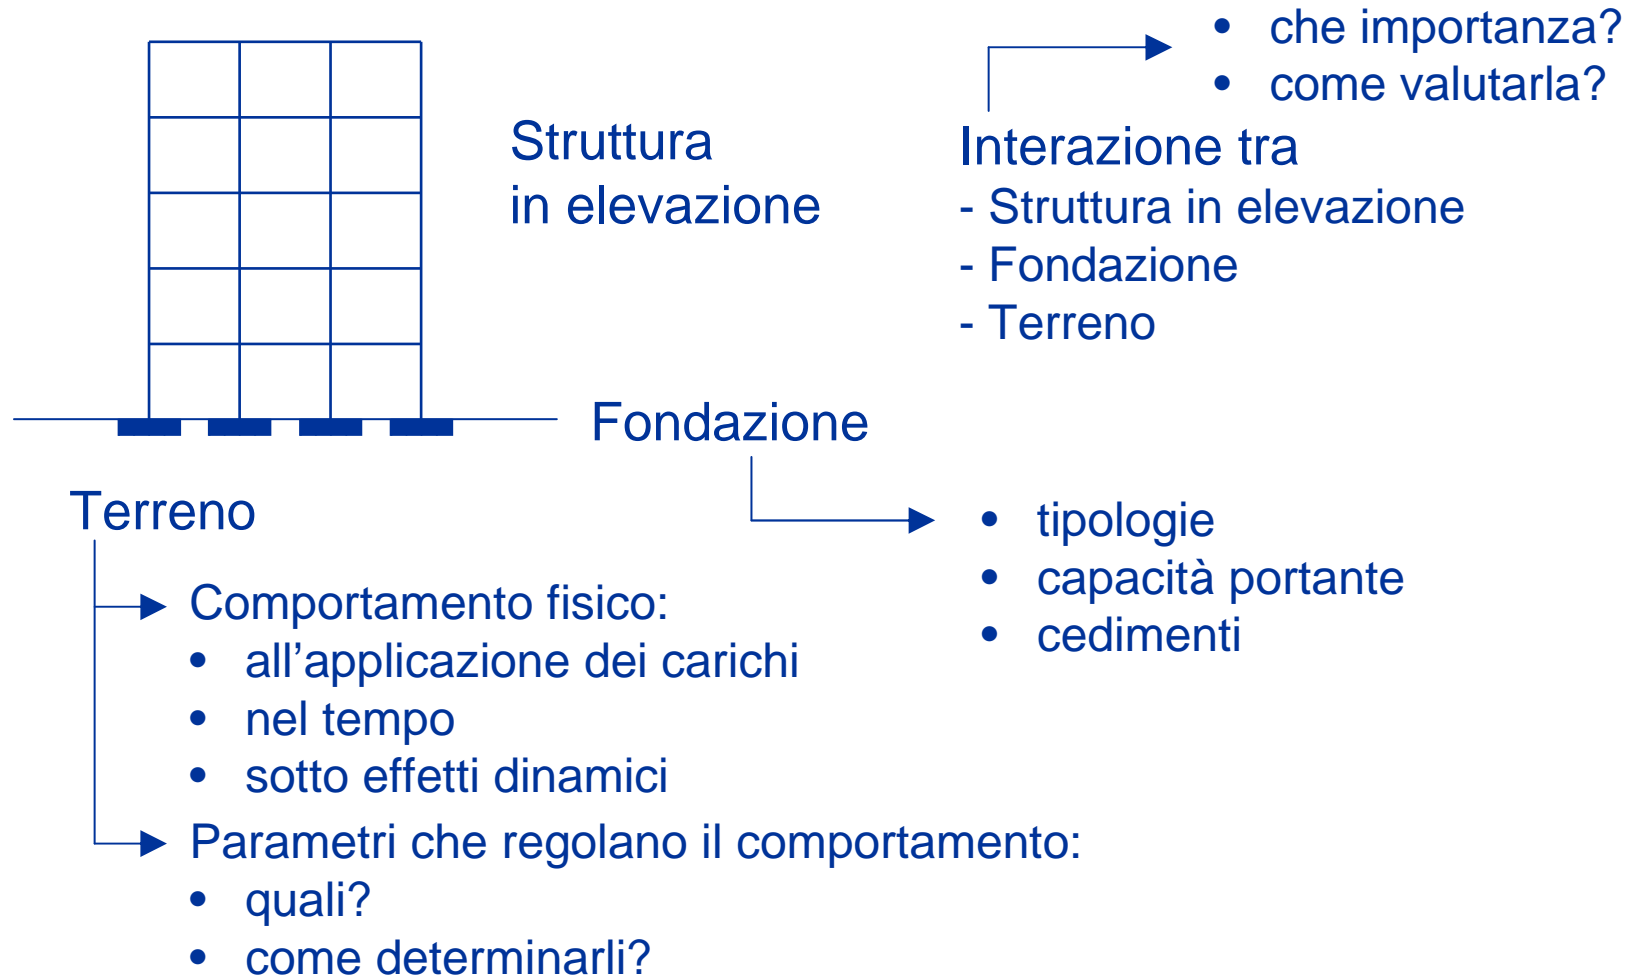 • che importanza?
• come valutarla?
Struttura
in elevazione
Interazione tra
- Struttura in elevazione
- Fondazione
- Terreno
Fondazione
• tipologie
• capacità portante
• cedimenti
Terreno
Comportamento fisico:
• all’applicazione dei carichi
• nel tempo
• sotto effetti dinamici
Parametri che regolano il comportamento:
• quali?
• come determinarli?